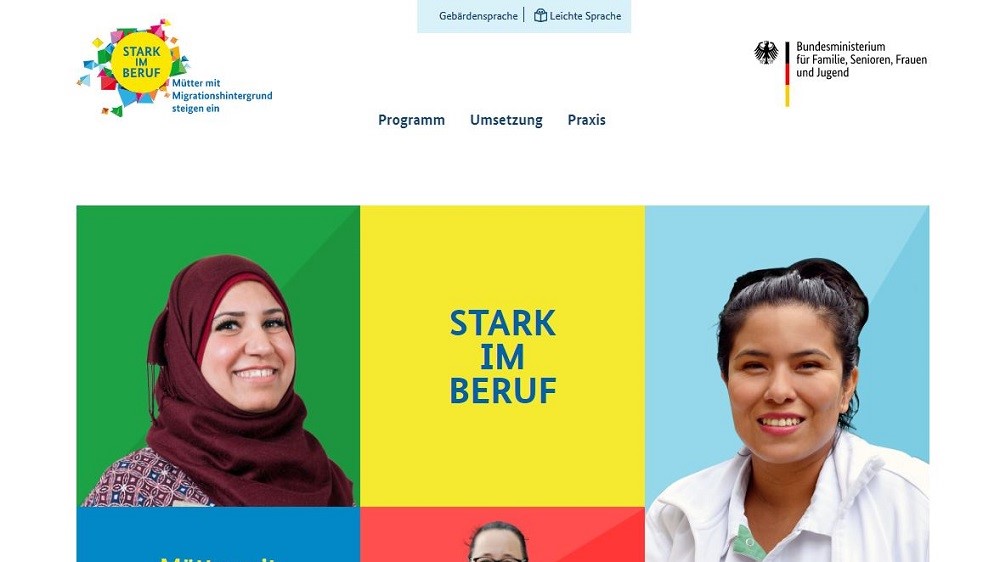 Gebärdensprache
Leichte Sprache
STARK
IM
BERUF
Mütter mit
Migrationshintergrund
steigen ein
Bundesministerium
für Familie, Senioren, Frauen
und Jugend
Programm
Umsetzung
Praxis
STARK
IM
BERUF